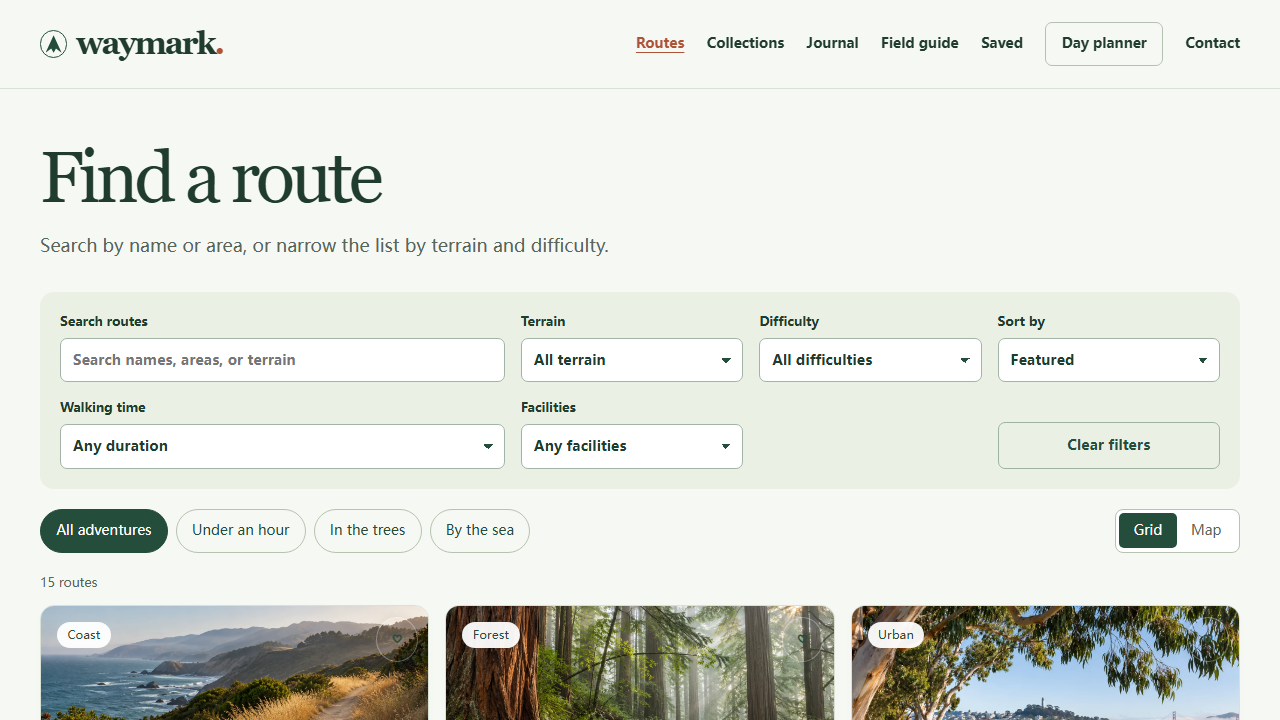 waymark.
Routes Collections Journal Field guide Saved Day planner Contact
Find a route
Search by name or area, or narrow the list by terrain and difficulty.
Search routes Terrain Difficulty Sort by
Search names, areas, or terrain All terrain All difficulties Featured
Walking time Facilities
Any duration Any facilities Clear filters
All adventures Under an hour In the trees By the sea Grid Map
15 routes
Coast Forest Urban